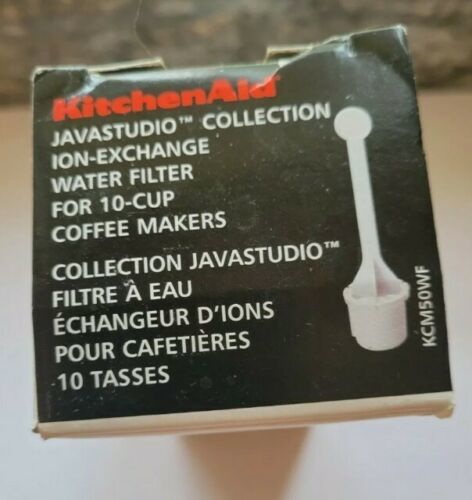 KitchenAid®
JAVASTUDIO™ COLLECTION
ION-EXCHANGE
WATER FILTER
FOR 10-CUP
COFFEE MAKERS
COLLECTION JAVASTUDIO™
FILTRE À EAU
ÉCHANGEUR D'IONS
POUR CAFETIÈRES
10 TASSES
KCM50WF